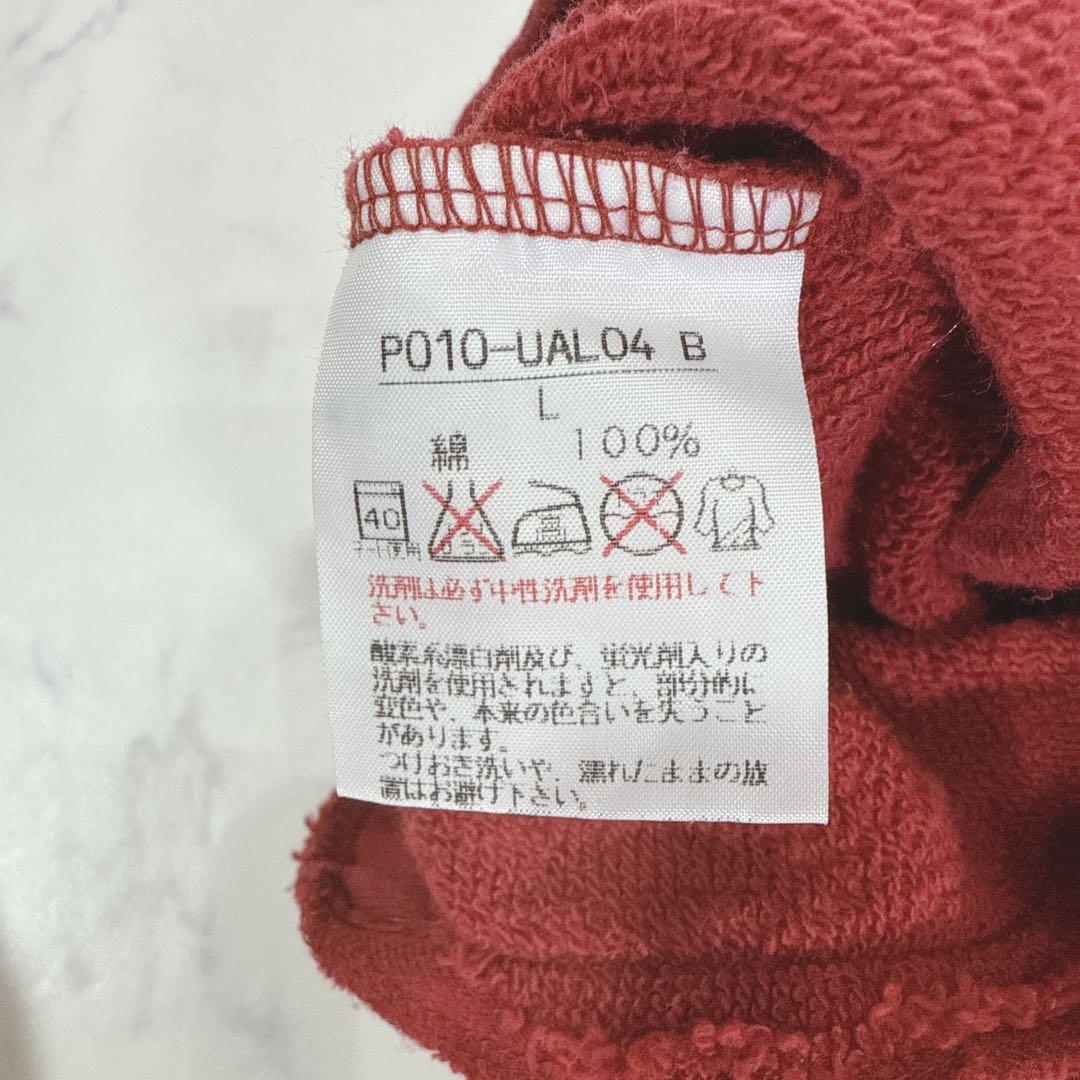 P010-UAL04 B
L
綿 100%
40
ネット使用
洗剤は必ず中性洗剤を使用して下
さい。
酸素系漂白剤及び、蛍光剤入りの
洗剤を使用されますと、部分的に
変色や、本来の色合いを失うこと
があります。
つけおき洗いや、濡れたままの放
置はお避け下さい。